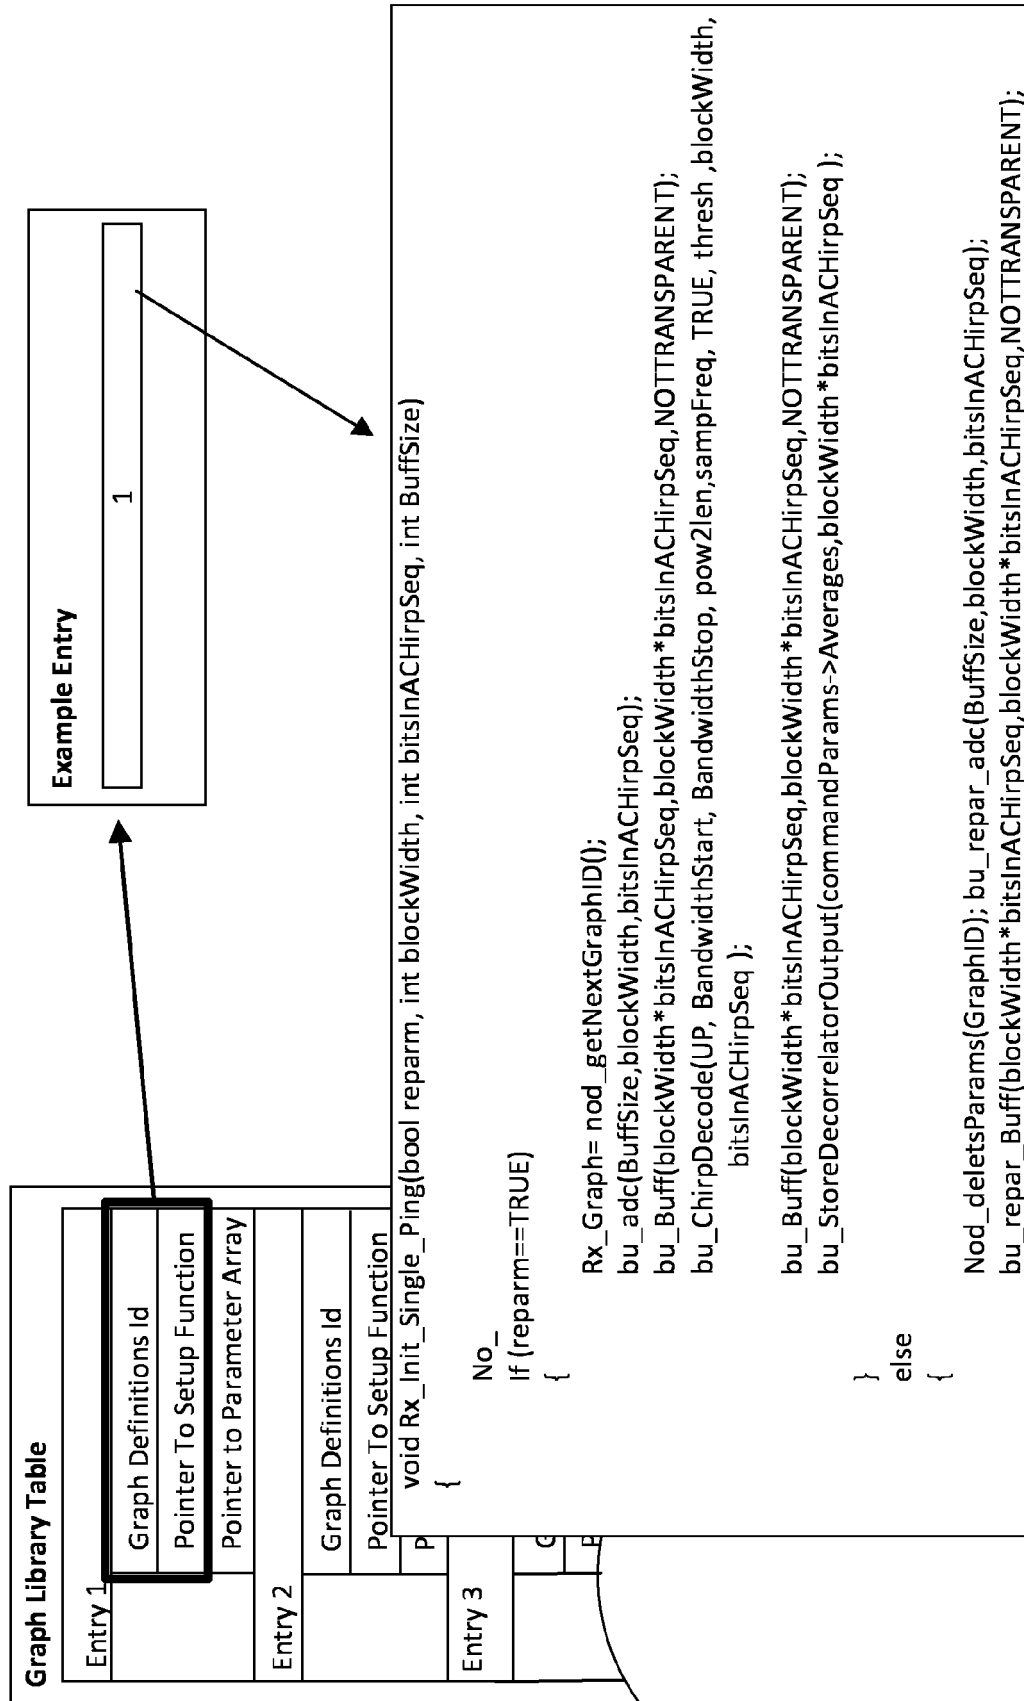 Graph Library Table
Entry 1
Graph Definitions Id
Pointer To Setup Function
Pointer to Parameter Array
Entry 2
Graph Definitions Id
Pointer To Setup Function
P
Entry 3
G
P
Example Entry
1
void Rx_Init_Single_Ping(bool reparm, int blockWidth, int bitsInACHirpSeq, int BuffSize)
{
No_
If (reparm==TRUE)
{
Rx_Graph= nod_getNextGraphID();
bu_adc(BuffSize,blockWidth,bitsInACHirpSeq);
bu_Buff(blockWidth*bitsInACHirpSeq,blockWidth*bitsInACHirpSeq,NOTTRANSPARENT);
bu_ChirpDecode(UP, BandwidthStart, BandwidthStop, pow2len,sampFreq, TRUE, thresh ,blockWidth,
bitsInACHirpSeq );
bu_Buff(blockWidth*bitsInACHirpSeq,blockWidth*bitsInACHirpSeq,NOTTRANSPARENT);
bu_StoreDecorrelatorOutput(commandParams->Averages,blockWidth*bitsInACHirpSeq );
}
else
{
Nod_deletsParams(GraphID); bu_repar_adc(BuffSize,blockWidth,bitsInACHirpSeq);
bu_repar_Buff(blockWidth*bitsInACHirpSeq,blockWidth*bitsInACHirpSeq,NOTTRANSPARENT);